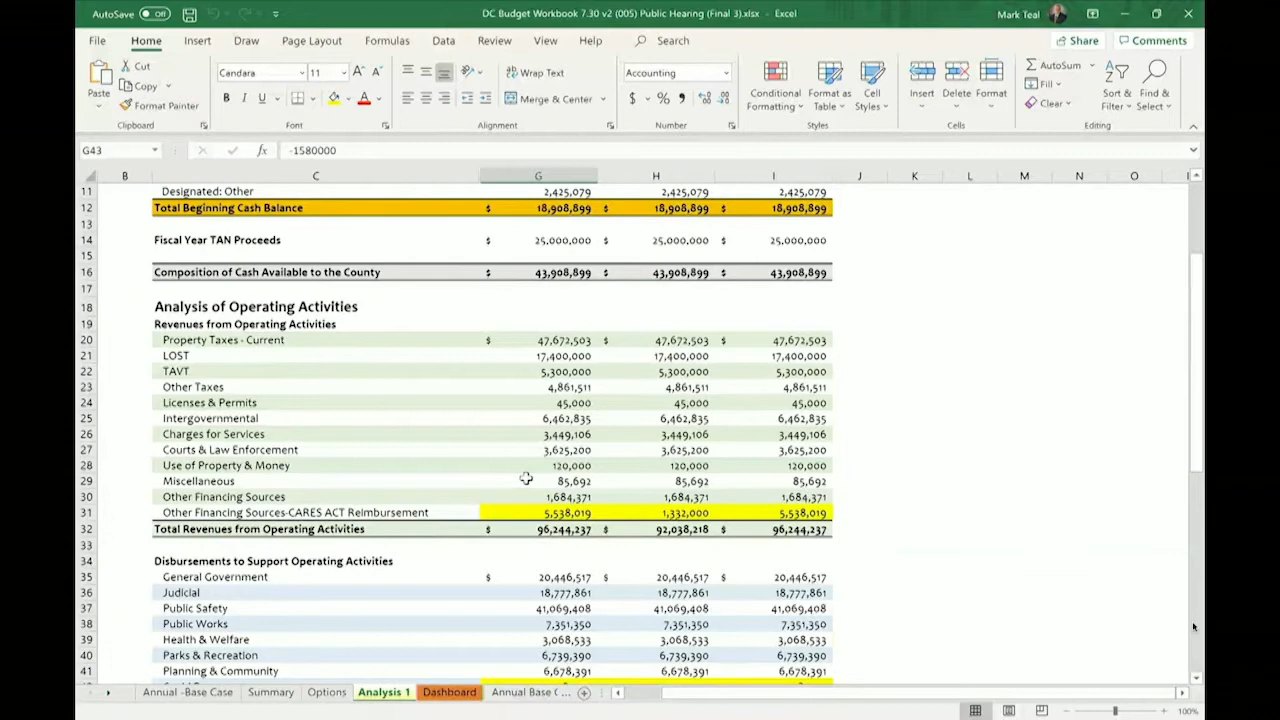 AutoSave Off DC Budget Workbook 7.30 v2 (005) Public Hearing (Final 3).xlsx - Excel Mark Teal
File Home Insert Draw Page Layout Formulas Data Review View Help Search Share Comments
Paste Cut Copy Format Painter Clipboard
Candara 11 A A B I U A Font
Wrap Text Merge & Center Alignment
Accounting $ % Number
Conditional Formatting Format as Table Cell Styles Styles
Insert Delete Format Cells
AutoSum Fill Clear Sort & Filter Find & Select Editing
G43 fx -1580000
B C G H I J K L M N O
11 Designated: Other 2,425,079 2,425,079 2,425,079
12 Total Beginning Cash Balance $ 18,908,899 $ 18,908,899 $ 18,908,899
13
14 Fiscal Year TAN Proceeds $ 25,000,000 $ 25,000,000 $ 25,000,000
15
16 Composition of Cash Available to the County $ 43,908,899 $ 43,908,899 $ 43,908,899
17
18 Analysis of Operating Activities
19 Revenues from Operating Activities
20 Property Taxes - Current $ 47,672,503 $ 47,672,503 $ 47,672,503
21 LOST 17,400,000 17,400,000 17,400,000
22 TAVT 5,300,000 5,300,000 5,300,000
23 Other Taxes 4,861,511 4,861,511 4,861,511
24 Licenses & Permits 45,000 45,000 45,000
25 Intergovernmental 6,462,835 6,462,835 6,462,835
26 Charges for Services 3,449,106 3,449,106 3,449,106
27 Courts & Law Enforcement 3,625,200 3,625,200 3,625,200
28 Use of Property & Money 120,000 120,000 120,000
29 Miscellaneous 85,692 85,692 85,692
30 Other Financing Sources 1,684,371 1,684,371 1,684,371
31 Other Financing Sources-CARES ACT Reimbursement 5,538,019 1,332,000 5,538,019
32 Total Revenues from Operating Activities $ 96,244,237 $ 92,038,218 $ 96,244,237
33
34 Disbursements to Support Operating Activities
35 General Government $ 20,446,517 $ 20,446,517 $ 20,446,517
36 Judicial 18,777,861 18,777,861 18,777,861
37 Public Safety 41,069,408 41,069,408 41,069,408
38 Public Works 7,351,350 7,351,350 7,351,350
39 Health & Welfare 3,068,533 3,068,533 3,068,533
40 Parks & Recreation 6,739,390 6,739,390 6,739,390
41 Planning & Community 6,678,391 6,678,391 6,678,391
Annual -Base Case Summary Options Analysis 1 Dashboard Annual Base C ...
100%